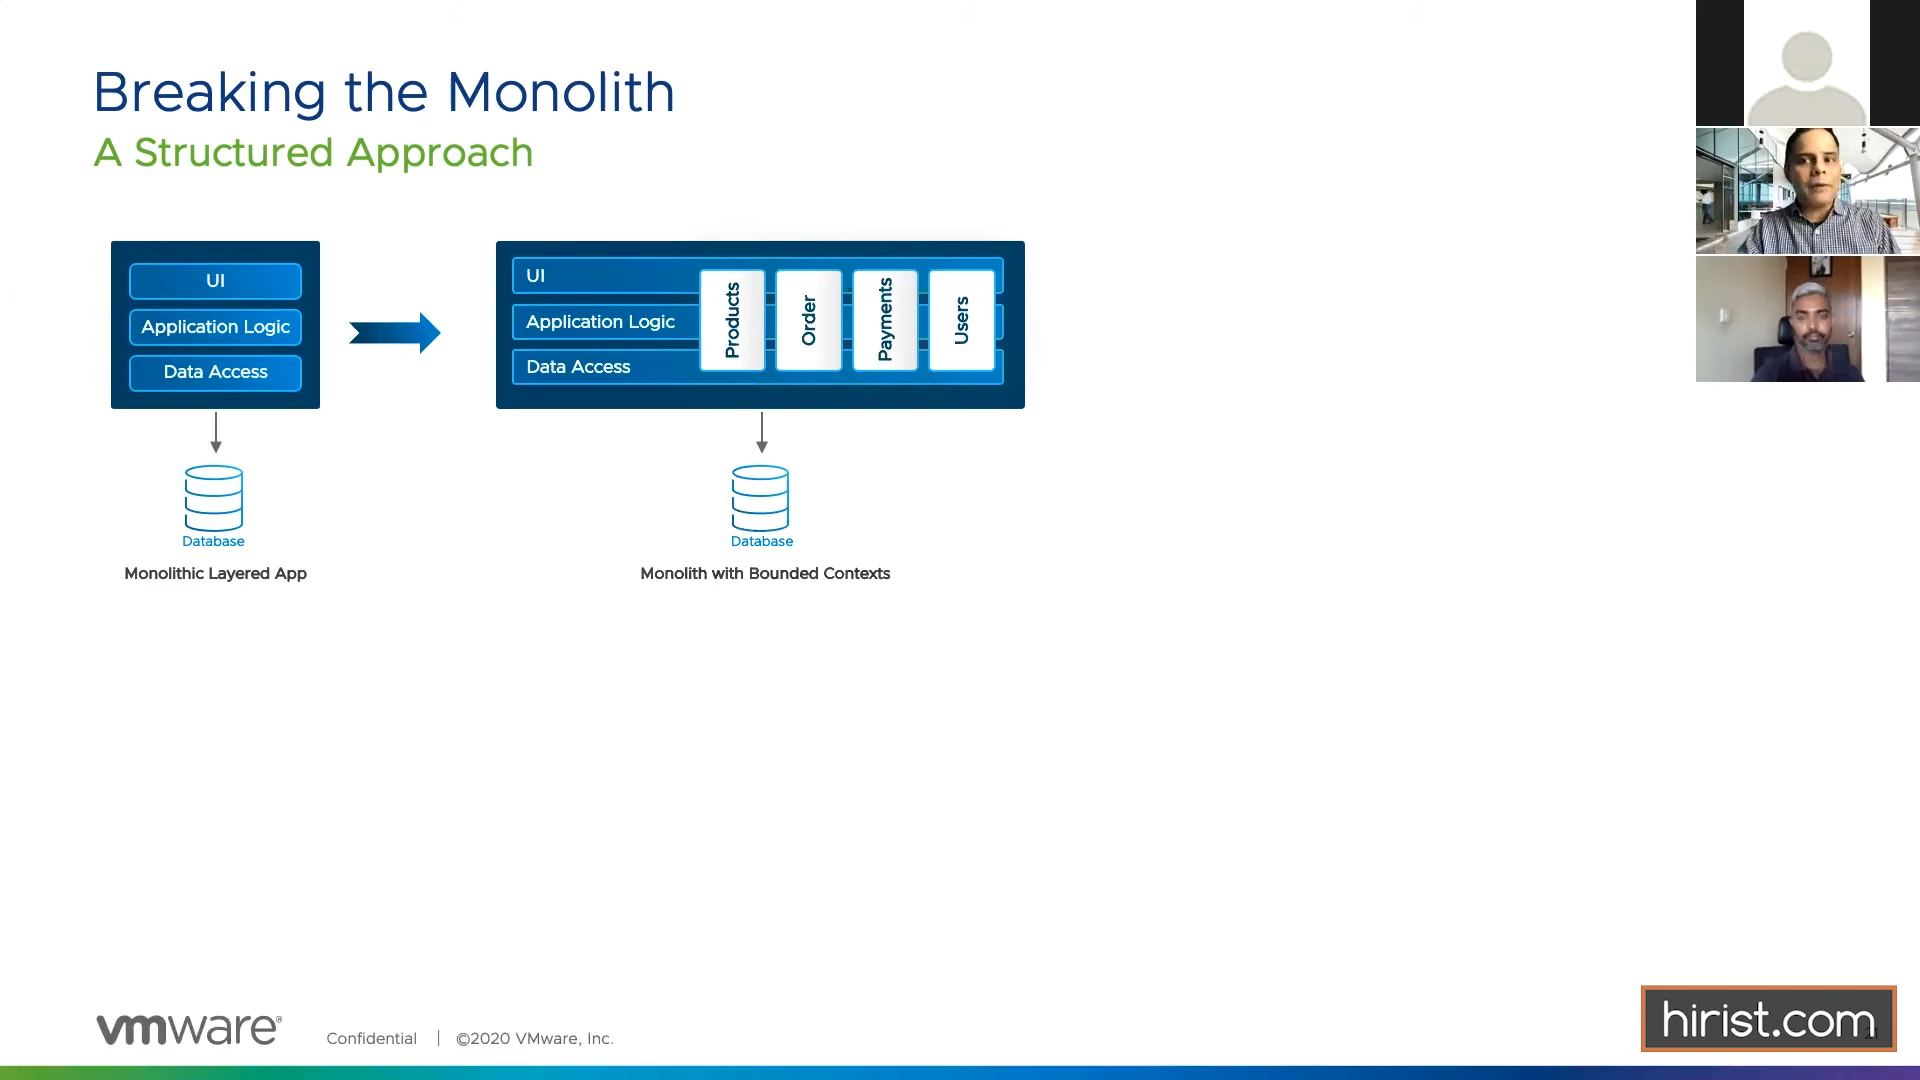 Breaking the Monolith
A Structured Approach
UI
Application Logic
Data Access
Database
Monolithic Layered App
UI
Application Logic
Data Access
Products
Order
Payments
Users
Database
Monolith with Bounded Contexts
vmware®
Confidential | ©2020 VMware, Inc.
hirist.com